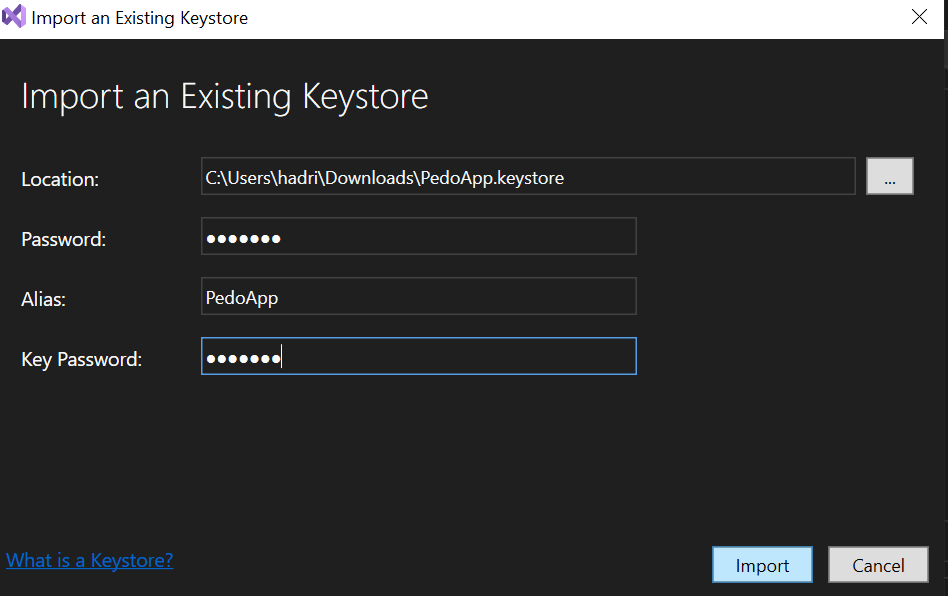 Import an Existing Keystore
Import an Existing Keystore
Location: C:\Users\hadri\Downloads\PedoApp.keystore ...
Password: ●●●●●●●
Alias: PedoApp
Key Password: ●●●●●●●
What is a Keystore? Import Cancel